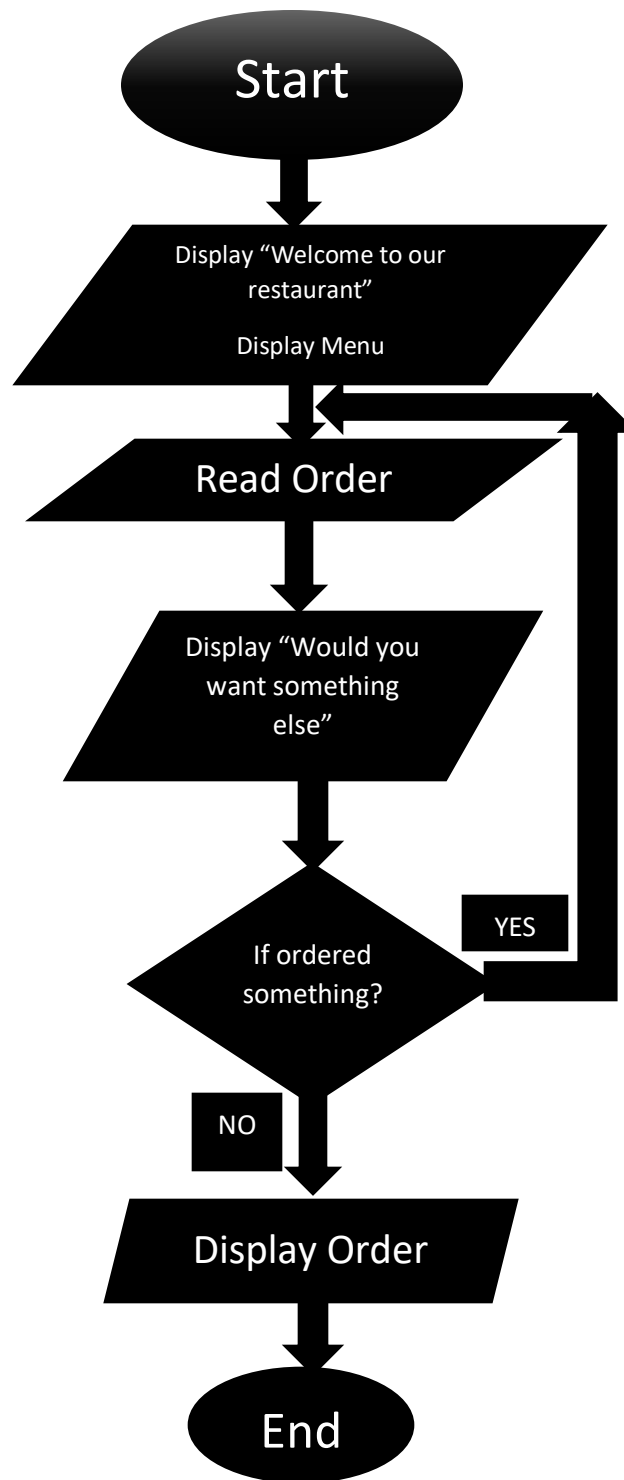 Start
Display “Welcome to our
restaurant”
Display Menu
Read Order
Display “Would you
want something
else”
If ordered
something?
YES
NO
Display Order
End